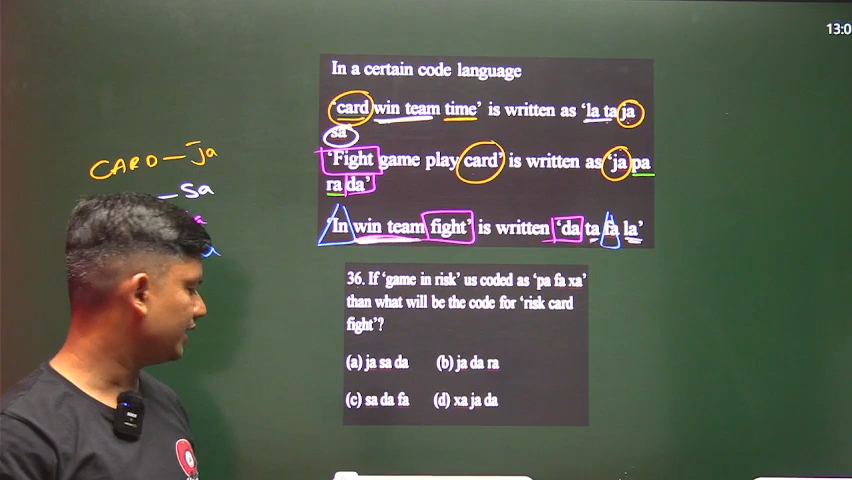 13:0
In a certain code language
'card win team time' is written as 'la ta ja
sa'
'Fight game play card' is written as 'ja pa
ra da'
'In win team fight' is written 'da ta fa la'
CARD – Ja
– Sa
36. If 'game in risk' us coded as 'pa fa xa'
than what will be the code for 'risk card
fight'?
(a) ja sa da (b) ja da ra
(c) sa da fa (d) xa ja da